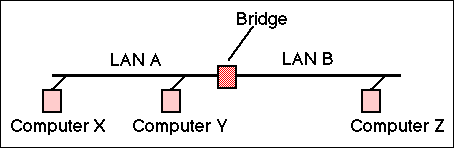 Bridge
LAN A
LAN B
Computer X
Computer Y
Computer Z